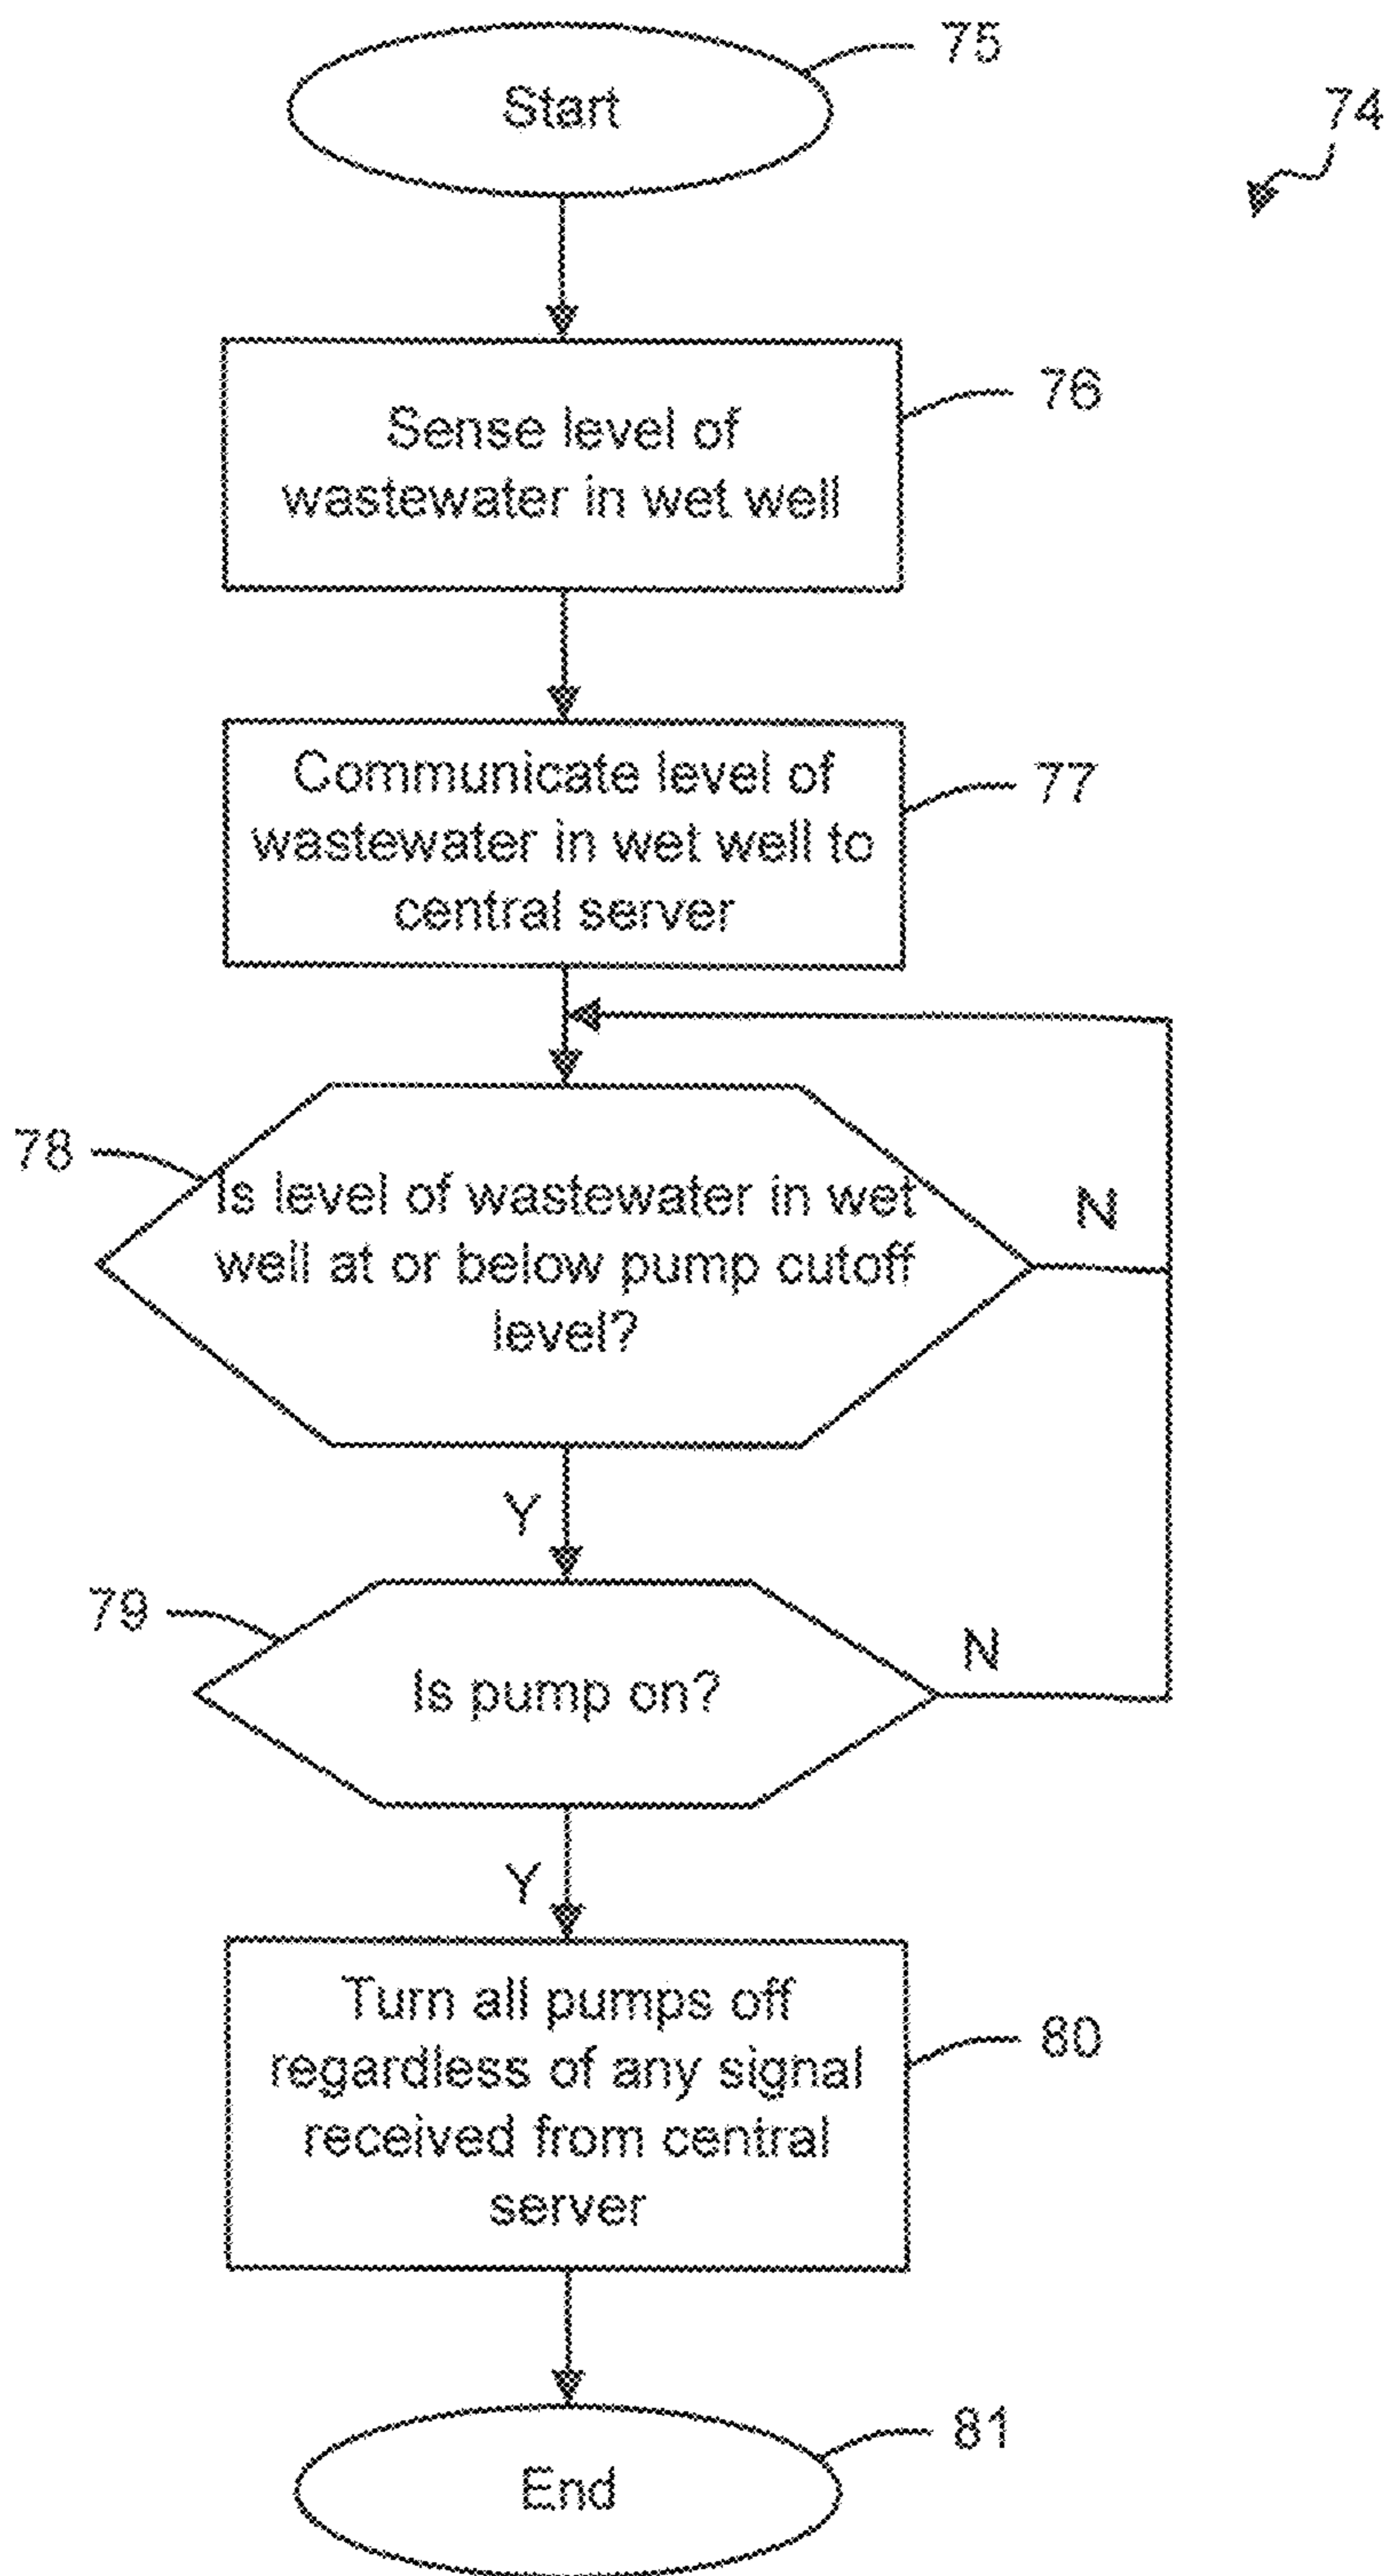 75
Start
74
Sense level of
wastewater in wet well
76
Communicate level of
wastewater in wet well to
central server
77
78
Is level of wastewater in wet
well at or below pump cutoff
level?
N
Y
79
Is pump on?
N
Y
Turn all pumps off
regardless of any signal
received from central
server
80
End
81